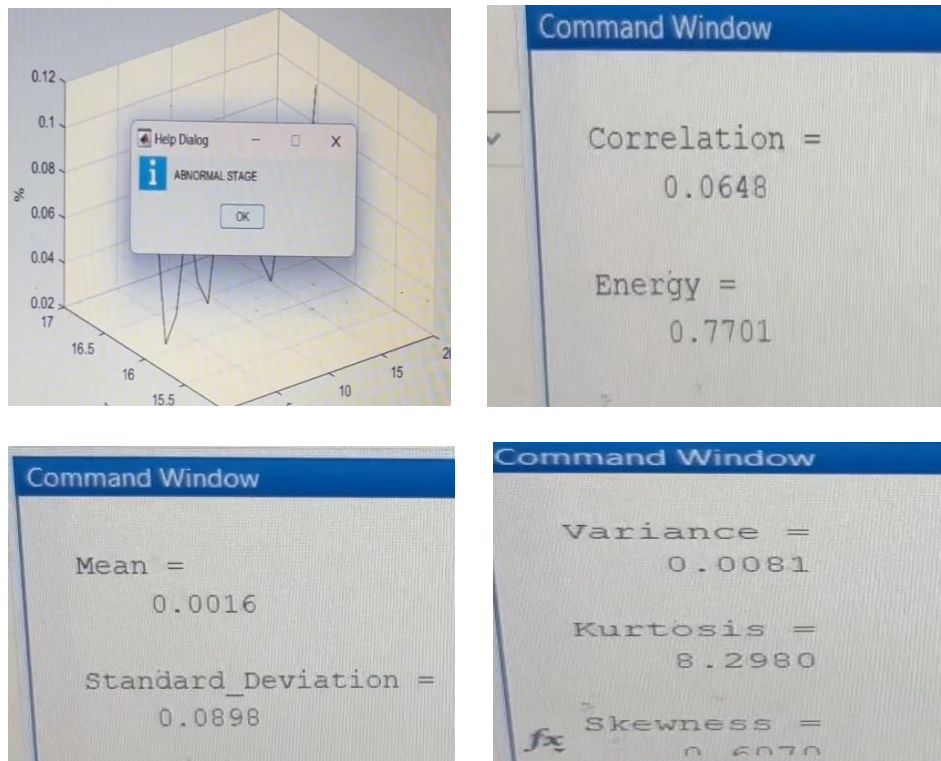 0.12
0.1
0.08
0.06
0.04
0.02
%
17
16.5
16
15.5
10
15
Help Dialog
ABNORMAL STAGE
OK
Command Window
Correlation =
0.0648
Energy =
0.7701
Command Window
Mean =
0.0016
Standard_Deviation =
0.0898
Command Window
Variance =
0.0081
Kurtosis =
8.2980
fx Skewness =